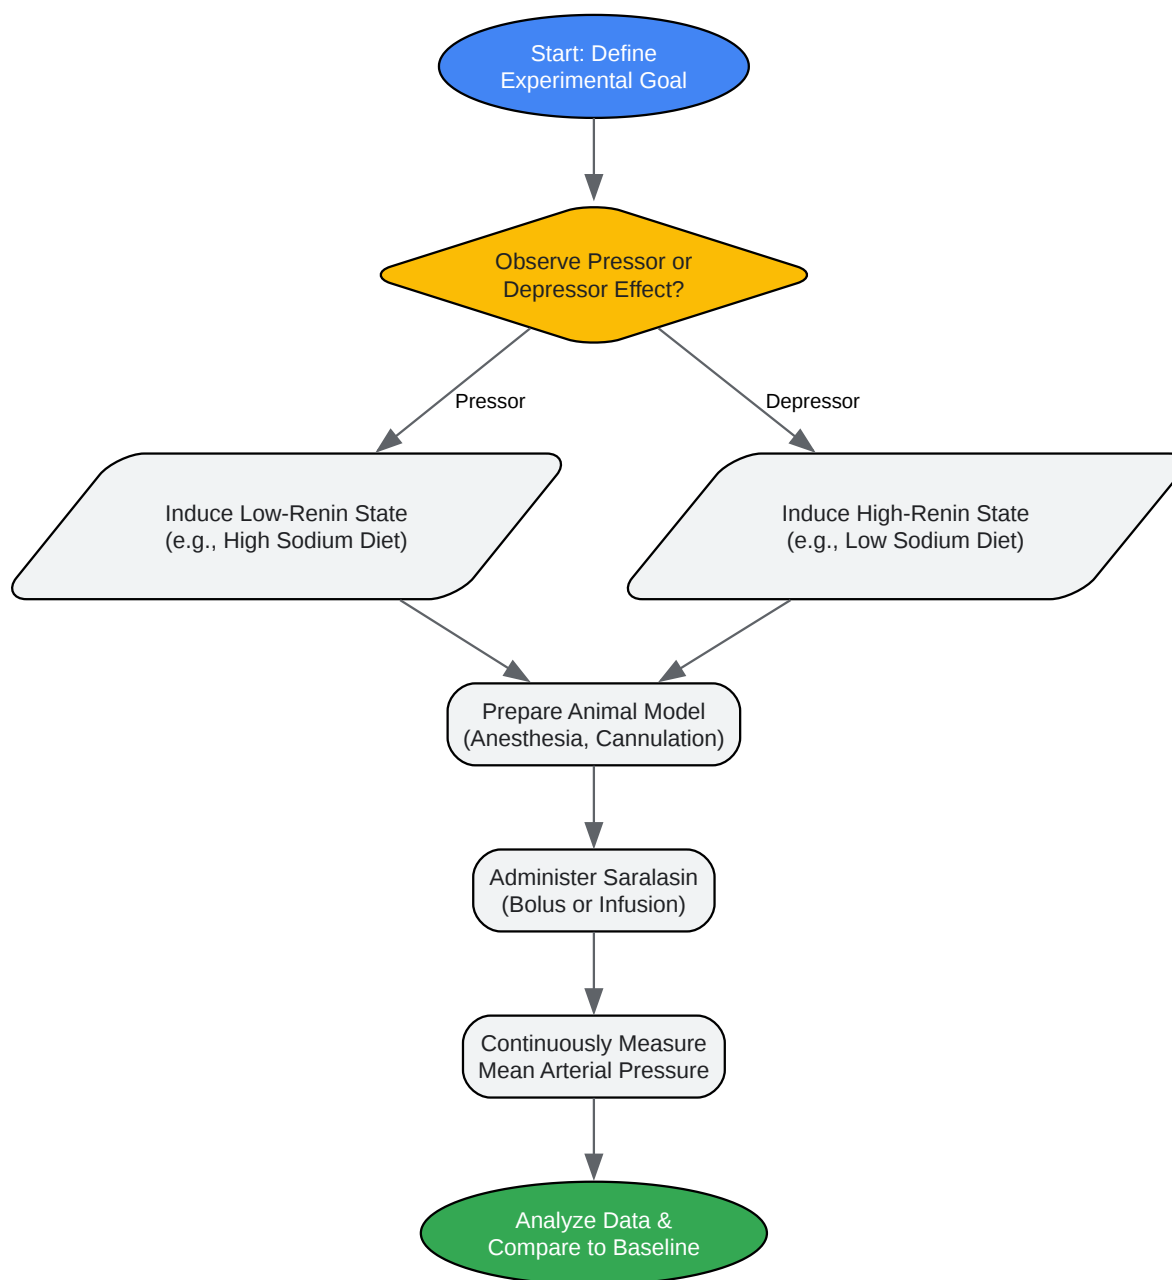 Start: Define
Experimental Goal
Observe Pressor or
Depressor Effect?
Pressor
Depressor
Induce Low-Renin State
(e.g., High Sodium Diet)
Induce High-Renin State
(e.g., Low Sodium Diet)
Prepare Animal Model
(Anesthesia, Cannulation)
Administer Saralasin
(Bolus or Infusion)
Continuously Measure
Mean Arterial Pressure
Analyze Data &
Compare to Baseline